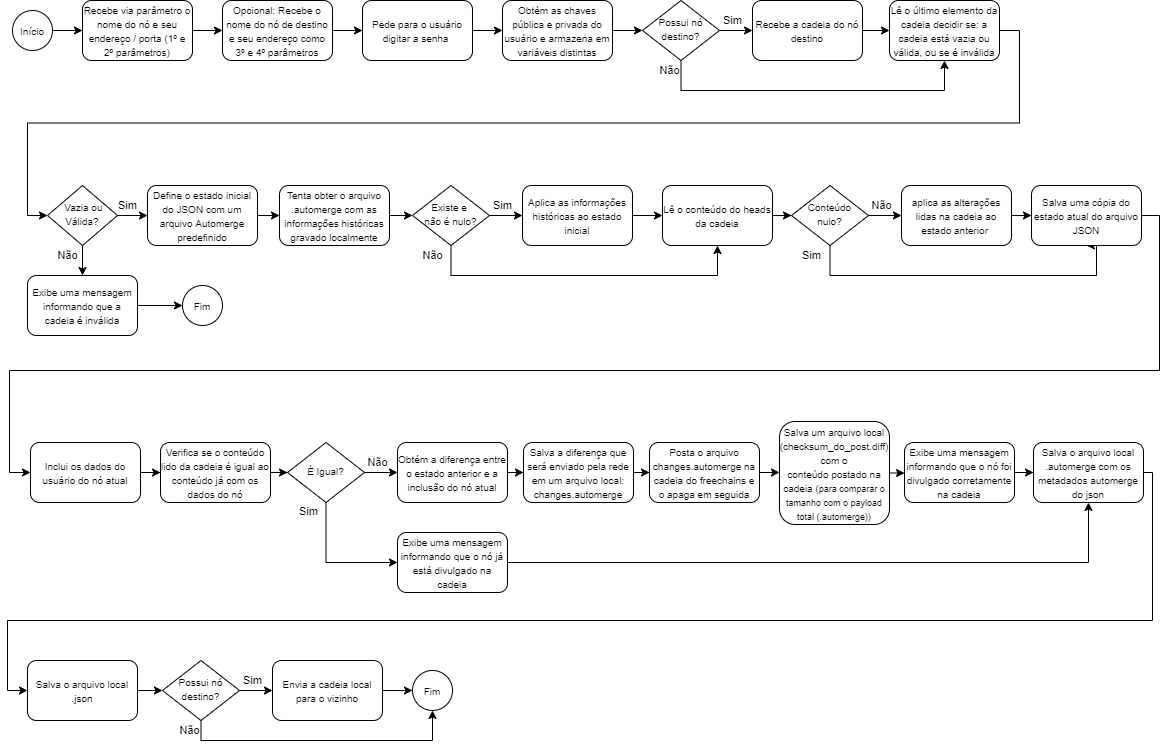 Início
Recebe via parâmetro o
nome do nó e seu
endereço / porta (1º e
2º parâmetros)
Opcional: Recebe o
nome do nó de destino
e seu endereço como
3º e 4º parâmetros
Pede para o usuário
digitar a senha
Obtém as chaves
pública e privada do
usuário e armazena em
variáveis distintas
Possui nó
destino?
Sim
Não
Recebe a cadeia do nó
destino
Lê o último elemento da
cadeia decidir se: a
cadeia está vazia ou
válida, ou se é inválida
Vazia ou
Válida?
Sim
Não
Define o estado inicial
do JSON com um
arquivo Automerge
predefinido
Tenta obter o arquivo
.automerge com as
informações históricas
gravado localmente
Existe e
não é nulo?
Sim
Não
Aplica as informações
históricas ao estado
inicial
Lê o conteúdo do heads
da cadeia
Conteúdo
nulo?
Não
Sim
aplica as alterações
lidas na cadeia ao
estado anterior
Salva uma cópia do
estado atual do arquivo
JSON
Exibe uma mensagem
informando que a
cadeia é inválida
Fim
Inclui os dados do
usuário do nó atual
Verifica se o conteúdo
lido da cadeia é igual ao
conteúdo já com os
dados do nó
É Igual?
Não
Sim
Obtém a diferença entre
o estado anterior e a
inclusão do nó atual
Salva a diferença que
será enviado pela rede
em um arquivo local:
changes.automerge
Posta o arquivo
changes.automerge na
cadeia do freechains e
o apaga em seguida
Salva um arquivo local
(checksum_do_post.diff)
com o
conteúdo postado na
cadeia (para comparar o
tamanho com o payload
total (.automerge))
Exibe uma mensagem
informando que o nó foi
divulgado corretamente
na cadeia
Salva o arquivo local
.automerge com os
metadados automerge
do json
Exibe uma mensagem
informando que o nó já
está divulgado na
cadeia
Salva o arquivo local
.json
Possui nó
destino?
Sim
Não
Envia a cadeia local
para o vizinho
Fim